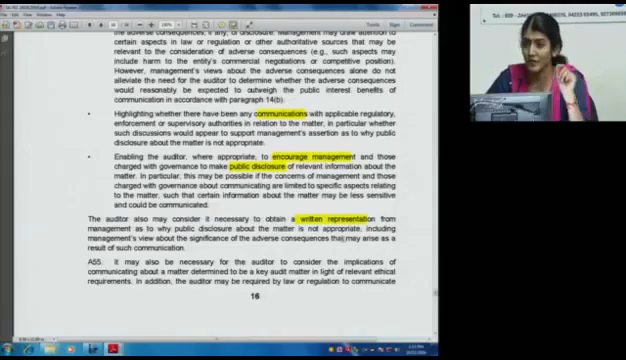 the adverse consequences, if any, of disclosure. Management may draw attention to
certain aspects in law or regulation or other authoritative sources that may be
relevant to the consideration of adverse consequences (e.g., such aspects may
include harm to the entity's commercial negotiations or competitive position).
However, management's views about the adverse consequences alone do not
alleviate the need for the auditor to determine whether the adverse consequences
would reasonably be expected to outweigh the public interest benefits of
communication in accordance with paragraph 14(b).
• Highlighting whether there have been any communications with applicable regulatory,
enforcement or supervisory authorities in relation to the matter, in particular whether
such discussions would appear to support management's assertion as to why public
disclosure about the matter is not appropriate.
• Enabling the auditor, where appropriate, to encourage management and those
charged with governance to make public disclosure of relevant information about the
matter. In particular, this may be possible if the concerns of management and those
charged with governance about communicating are limited to specific aspects relating
to the matter, such that certain information about the matter may be less sensitive
and could be communicated.
The auditor also may consider it necessary to obtain a written representation from
management as to why public disclosure about the matter is not appropriate, including
management's view about the significance of the adverse consequences that may arise as a
result of such communication.
A55. It may also be necessary for the auditor to consider the implications of
communicating about a matter determined to be a key audit matter in light of relevant ethical
requirements. In addition, the auditor may be required by law or regulation to communicate
16